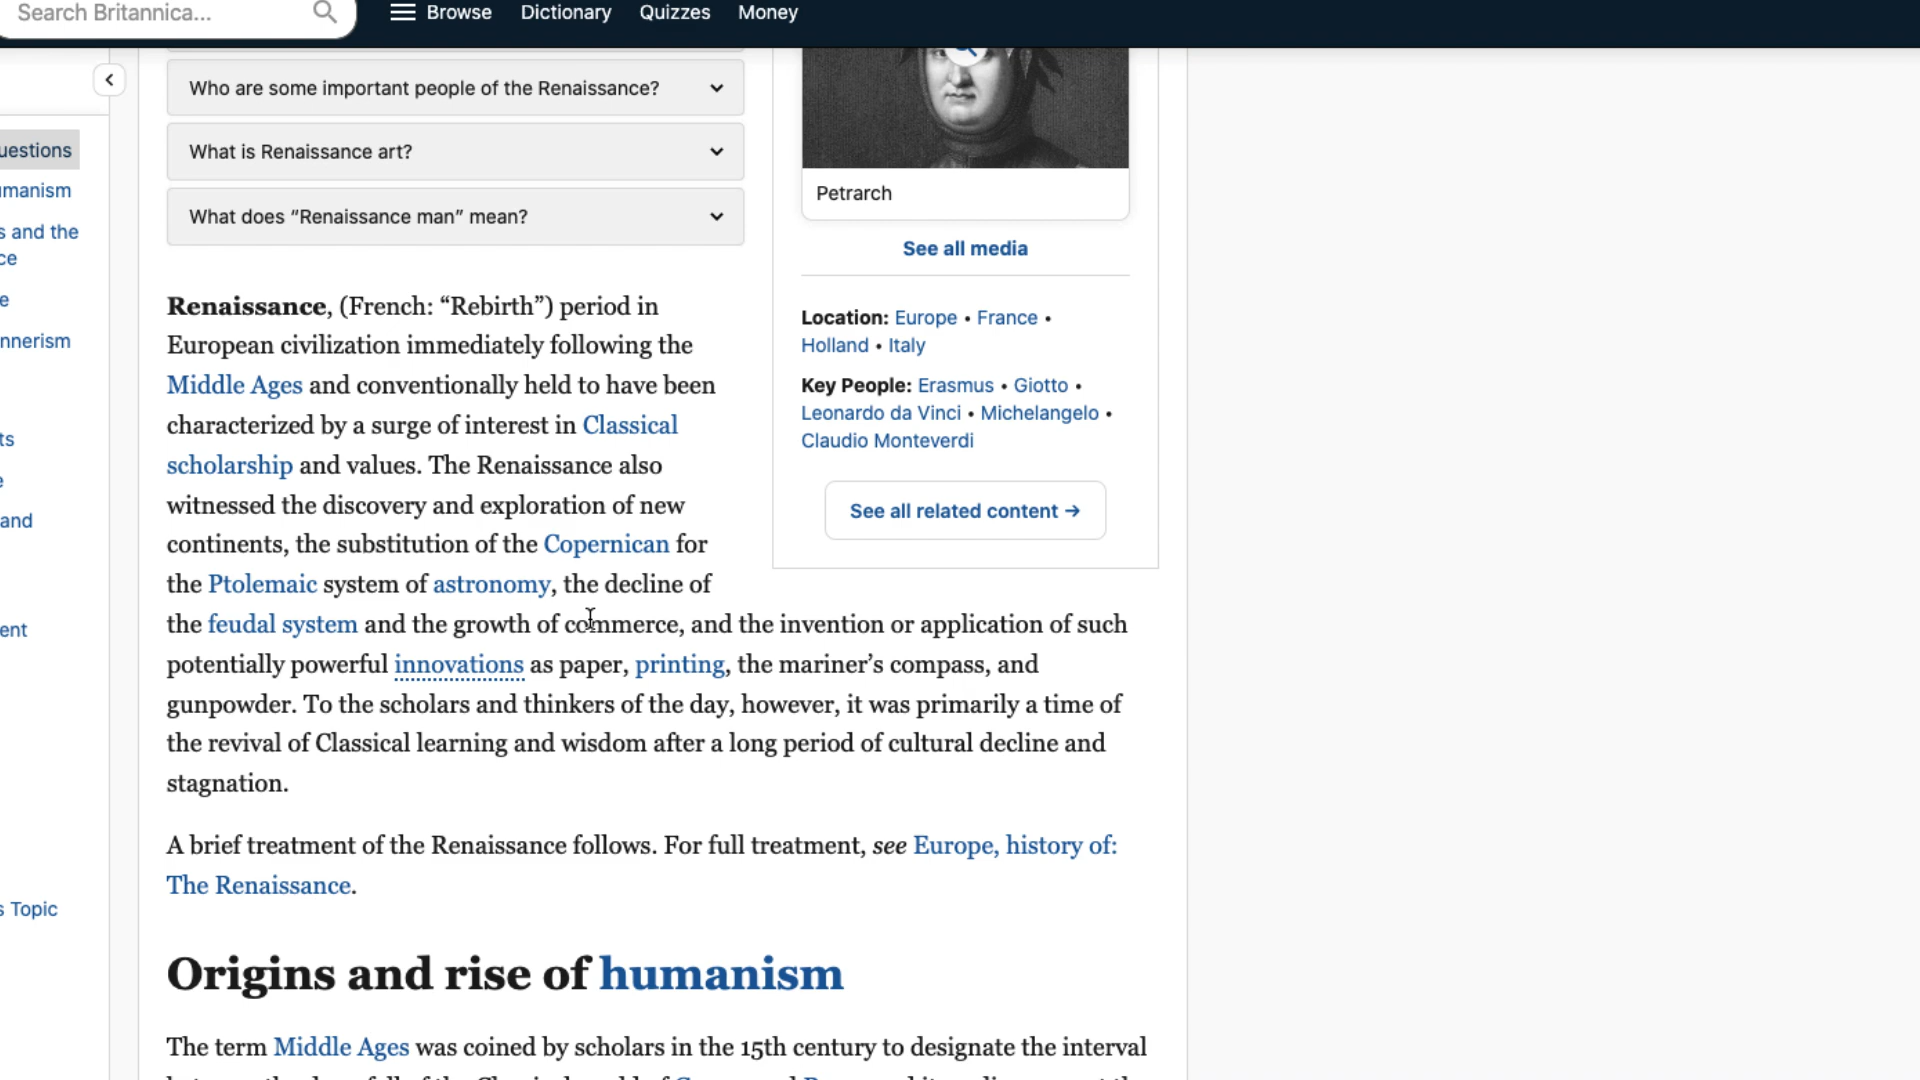 Search Britannica...
Browse
Dictionary
Quizzes
Money
uestions
umanism
s and the
ce
e
nnerism
ts
e
and
ent
s Topic
Who are some important people of the Renaissance?
What is Renaissance art?
What does “Renaissance man” mean?
Petrarch
See all media
Location: Europe • France •
Holland • Italy
Key People: Erasmus • Giotto •
Leonardo da Vinci • Michelangelo •
Claudio Monteverdi
See all related content →
Renaissance, (French: “Rebirth”) period in
European civilization immediately following the
Middle Ages and conventionally held to have been
characterized by a surge of interest in Classical
scholarship and values. The Renaissance also
witnessed the discovery and exploration of new
continents, the substitution of the Copernican for
the Ptolemaic system of astronomy, the decline of
the feudal system and the growth of commerce, and the invention or application of such
potentially powerful innovations as paper, printing, the mariner’s compass, and
gunpowder. To the scholars and thinkers of the day, however, it was primarily a time of
the revival of Classical learning and wisdom after a long period of cultural decline and
stagnation.
A brief treatment of the Renaissance follows. For full treatment, see Europe, history of:
The Renaissance.
Origins and rise of humanism
The term Middle Ages was coined by scholars in the 15th century to designate the interval